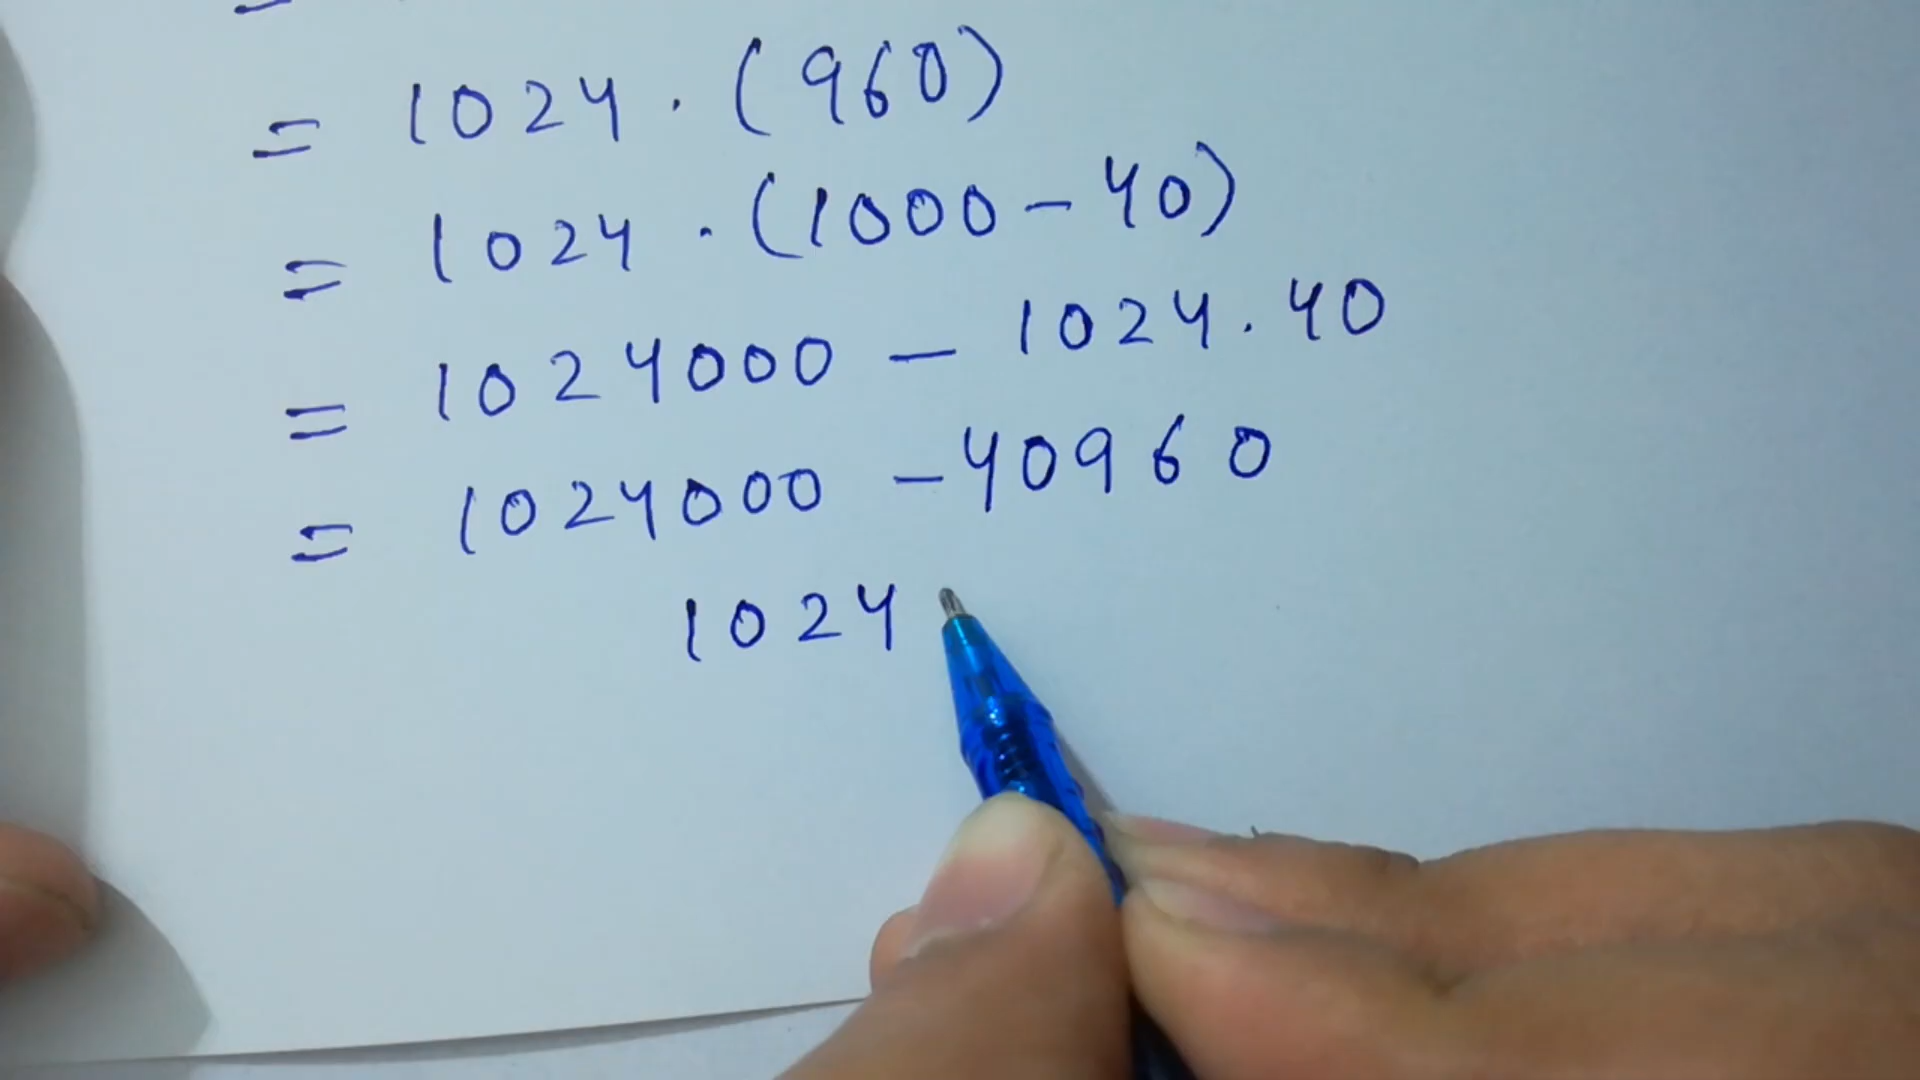 = 1024 . (960)
= 1024 . (1000 - 40)
= 1024000 - 1024.40
= 1024000 - 40960
1024